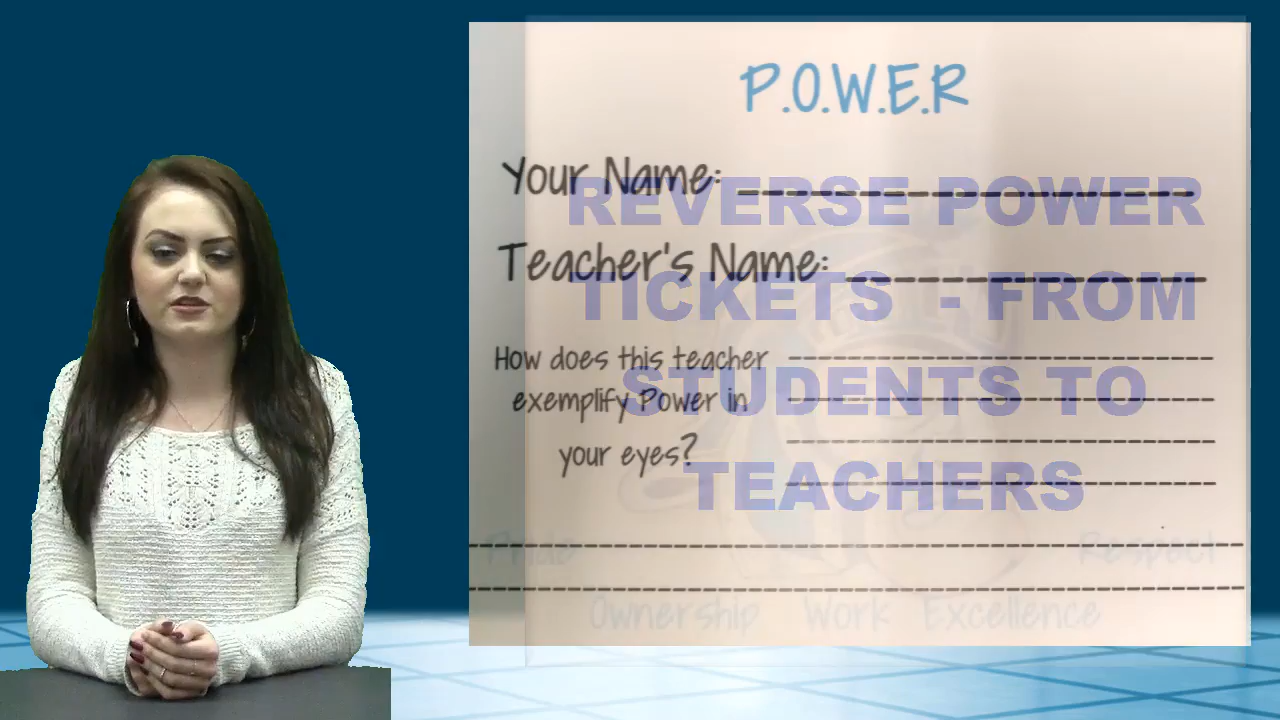 P.O.W.E.R
Your Name:
REVERSE POWER
Teacher's Name:
TICKETS - FROM
How does this teacher
exemplify Power in
STUDENTS TO
your eyes?
TEACHERS
Pride Respect
Ownership Work Excellence